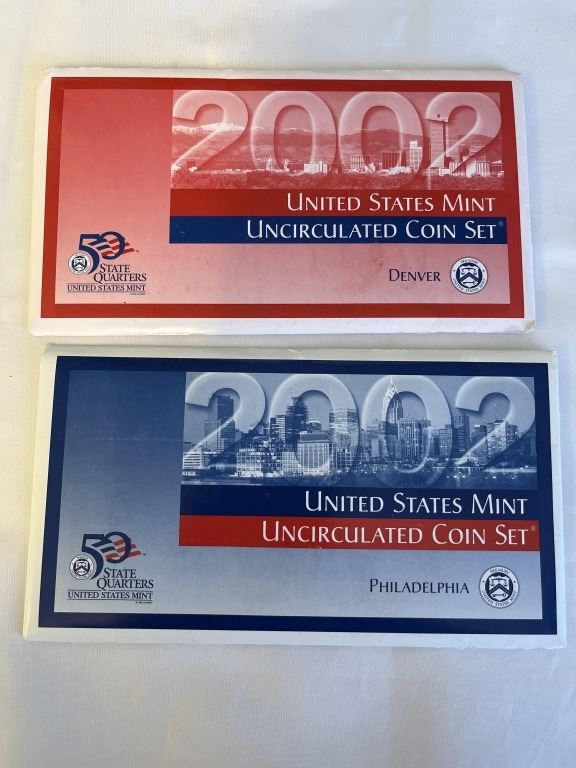 2002
UNITED STATES MINT
UNCIRCULATED COIN SET®
50
STATE
QUARTERS
UNITED STATES MINT
DENVER
2002
UNITED STATES MINT
UNCIRCULATED COIN SET®
50
STATE
QUARTERS
UNITED STATES MINT
PHILADELPHIA